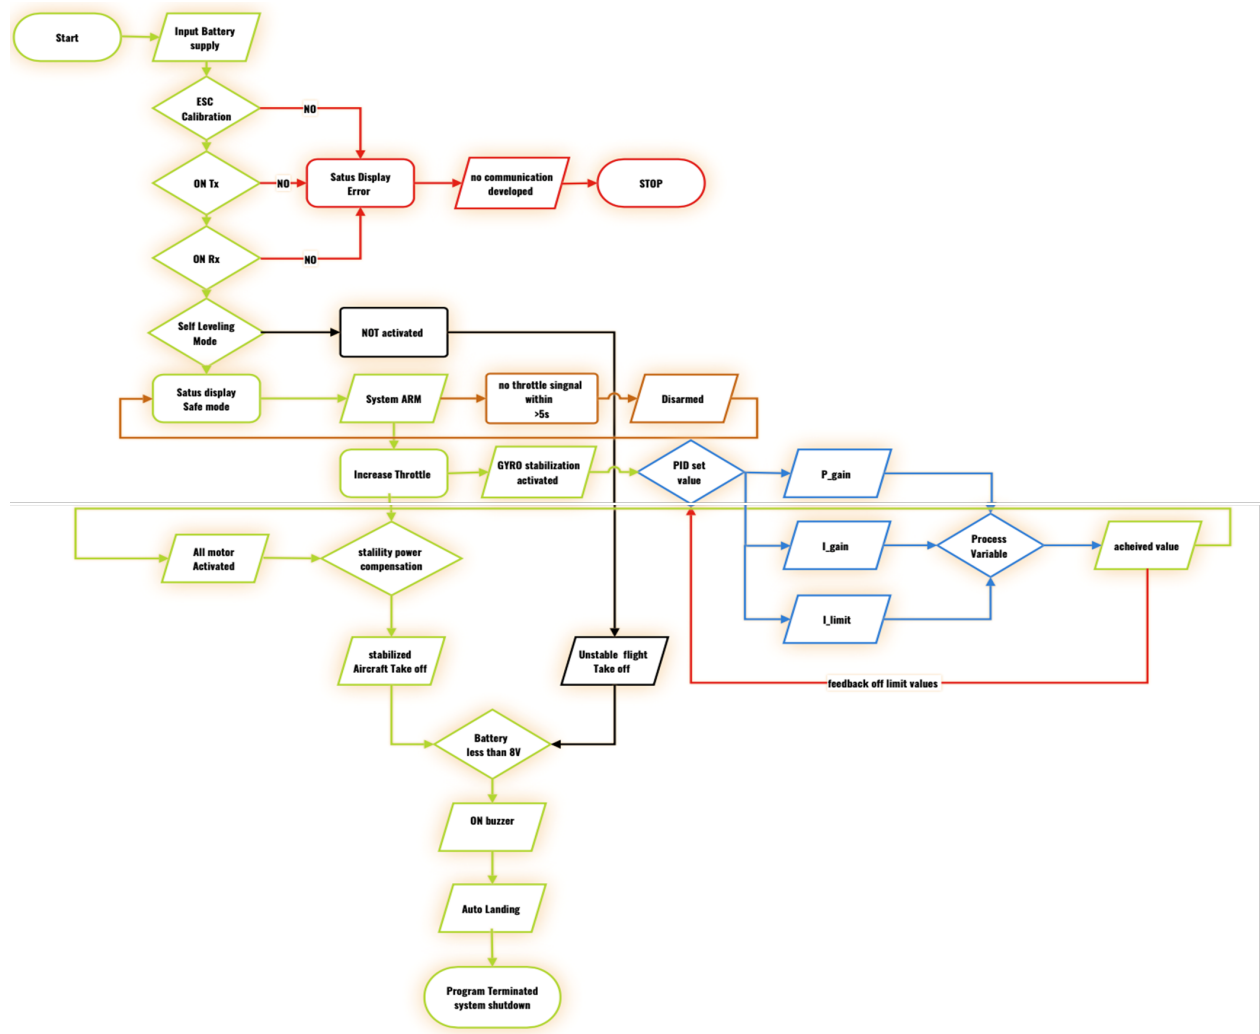 Start
Input Battery
supply
ESC
Calibration
NO
ON Tx
NO
Satus Display
Error
no communication
developed
STOP
ON Rx
NO
Self Leveling
Mode
NOT activated
Satus display
Safe mode
System ARM
no throttle singnal
within
>5s
Disarmed
Increase Throttle
GYRO stabilization
activated
PID set
value
P_gain
All motor
Activated
stalility power
compensation
I_gain
Process
Variable
acheived value
I_limit
stabilized
Aircraft Take off
Unstable flight
Take off
feedback off limit values
Battery
less than 8V
ON buzzer
Auto Landing
Program Terminated
system shutdown